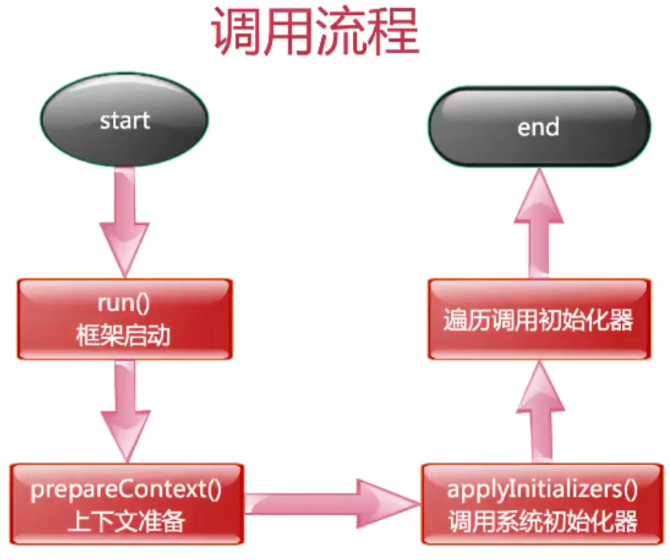 调用流程
start
run()
框架启动
prepareContext()
上下文准备
applyInitializers()
调用系统初始化器
遍历调用初始化器
end